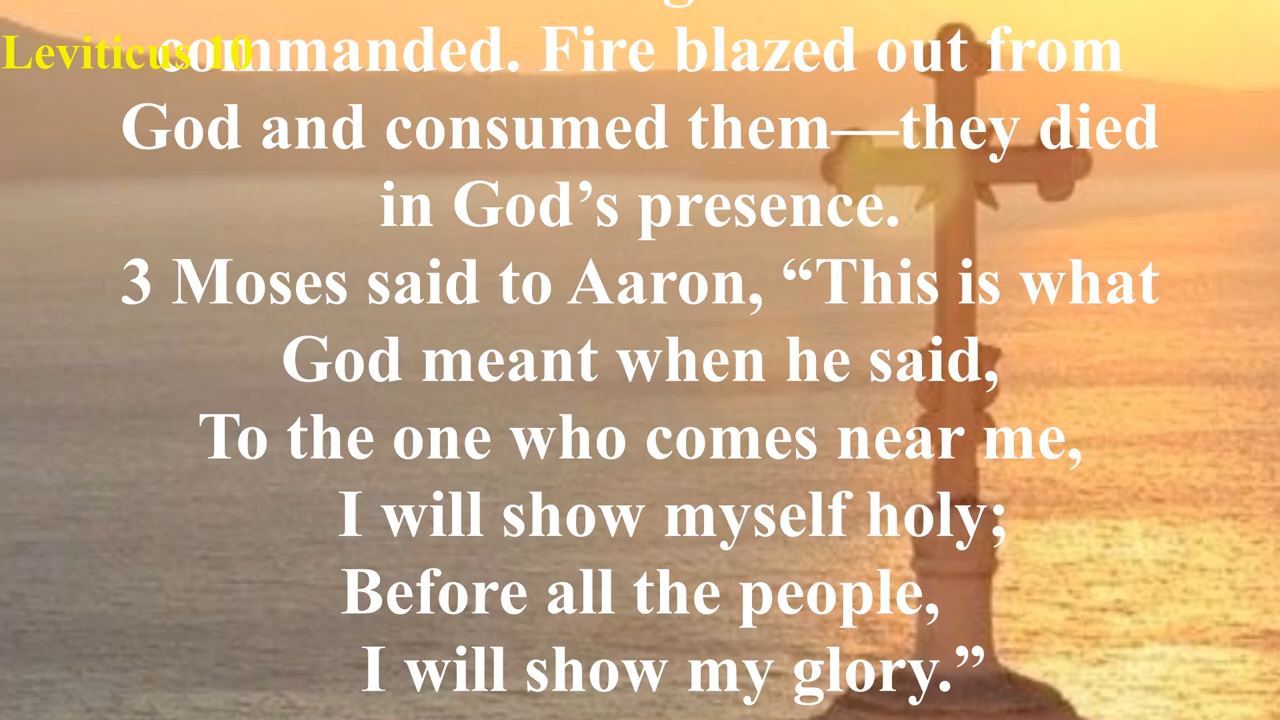 Leviticus 10
commanded. Fire blazed out from
God and consumed them—they died
in God’s presence.
3 Moses said to Aaron, “This is what
God meant when he said,
To the one who comes near me,
I will show myself holy;
Before all the people,
I will show my glory.”